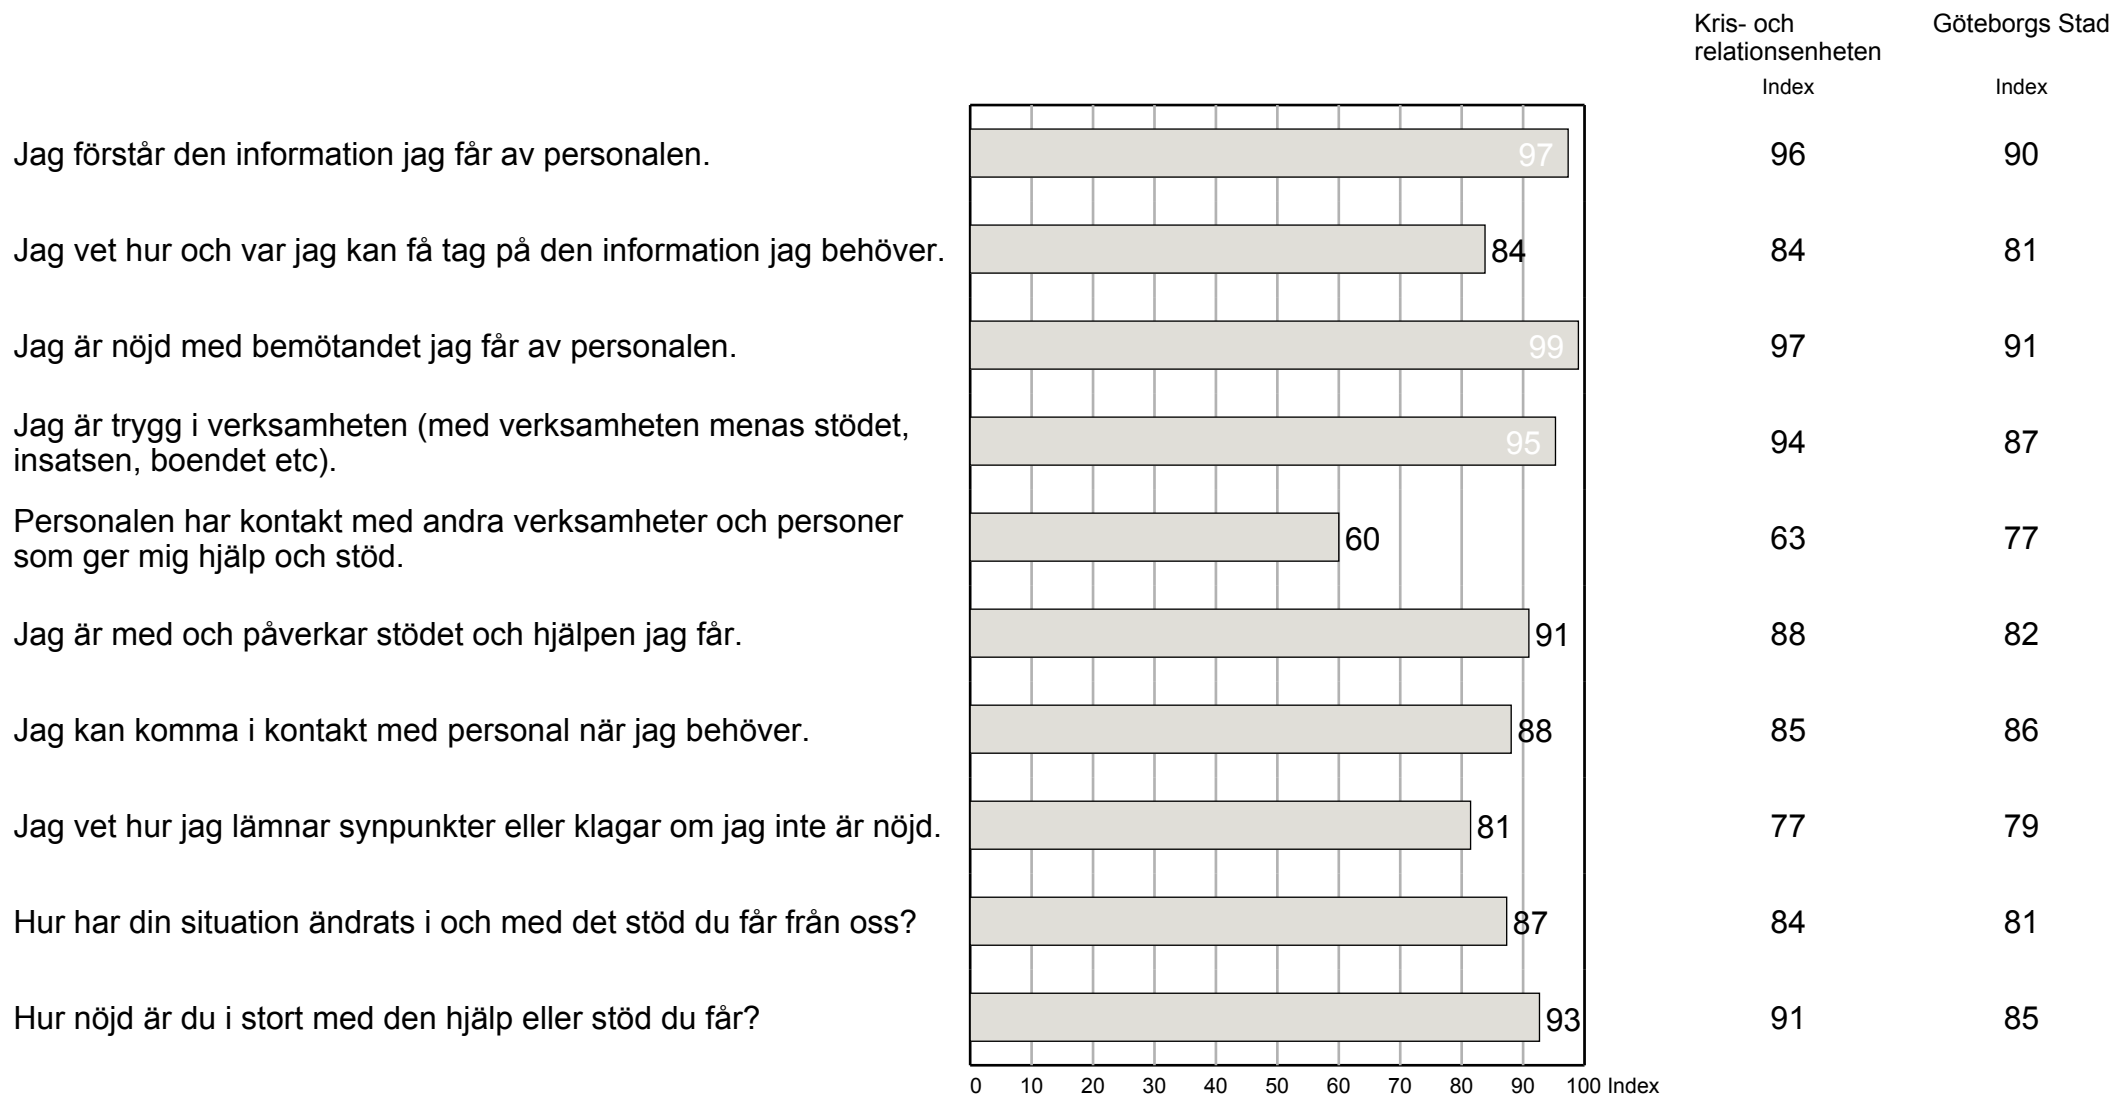 Kris- och
relationsenheten
Göteborgs Stad
Index
Index
Jag förstår den information jag får av personalen.
97
96
90
Jag vet hur och var jag kan få tag på den information jag behöver.
84
84
81
Jag är nöjd med bemötandet jag får av personalen.
99
97
91
Jag är trygg i verksamheten (med verksamheten menas stödet,
insatsen, boendet etc).
95
94
87
Personalen har kontakt med andra verksamheter och personer
som ger mig hjälp och stöd.
60
63
77
Jag är med och påverkar stödet och hjälpen jag får.
91
88
82
Jag kan komma i kontakt med personal när jag behöver.
88
85
86
Jag vet hur jag lämnar synpunkter eller klagar om jag inte är nöjd.
81
77
79
Hur har din situation ändrats i och med det stöd du får från oss?
87
84
81
Hur nöjd är du i stort med den hjälp eller stöd du får?
93
91
85
0 10 20 30 40 50 60 70 80 90 100 Index